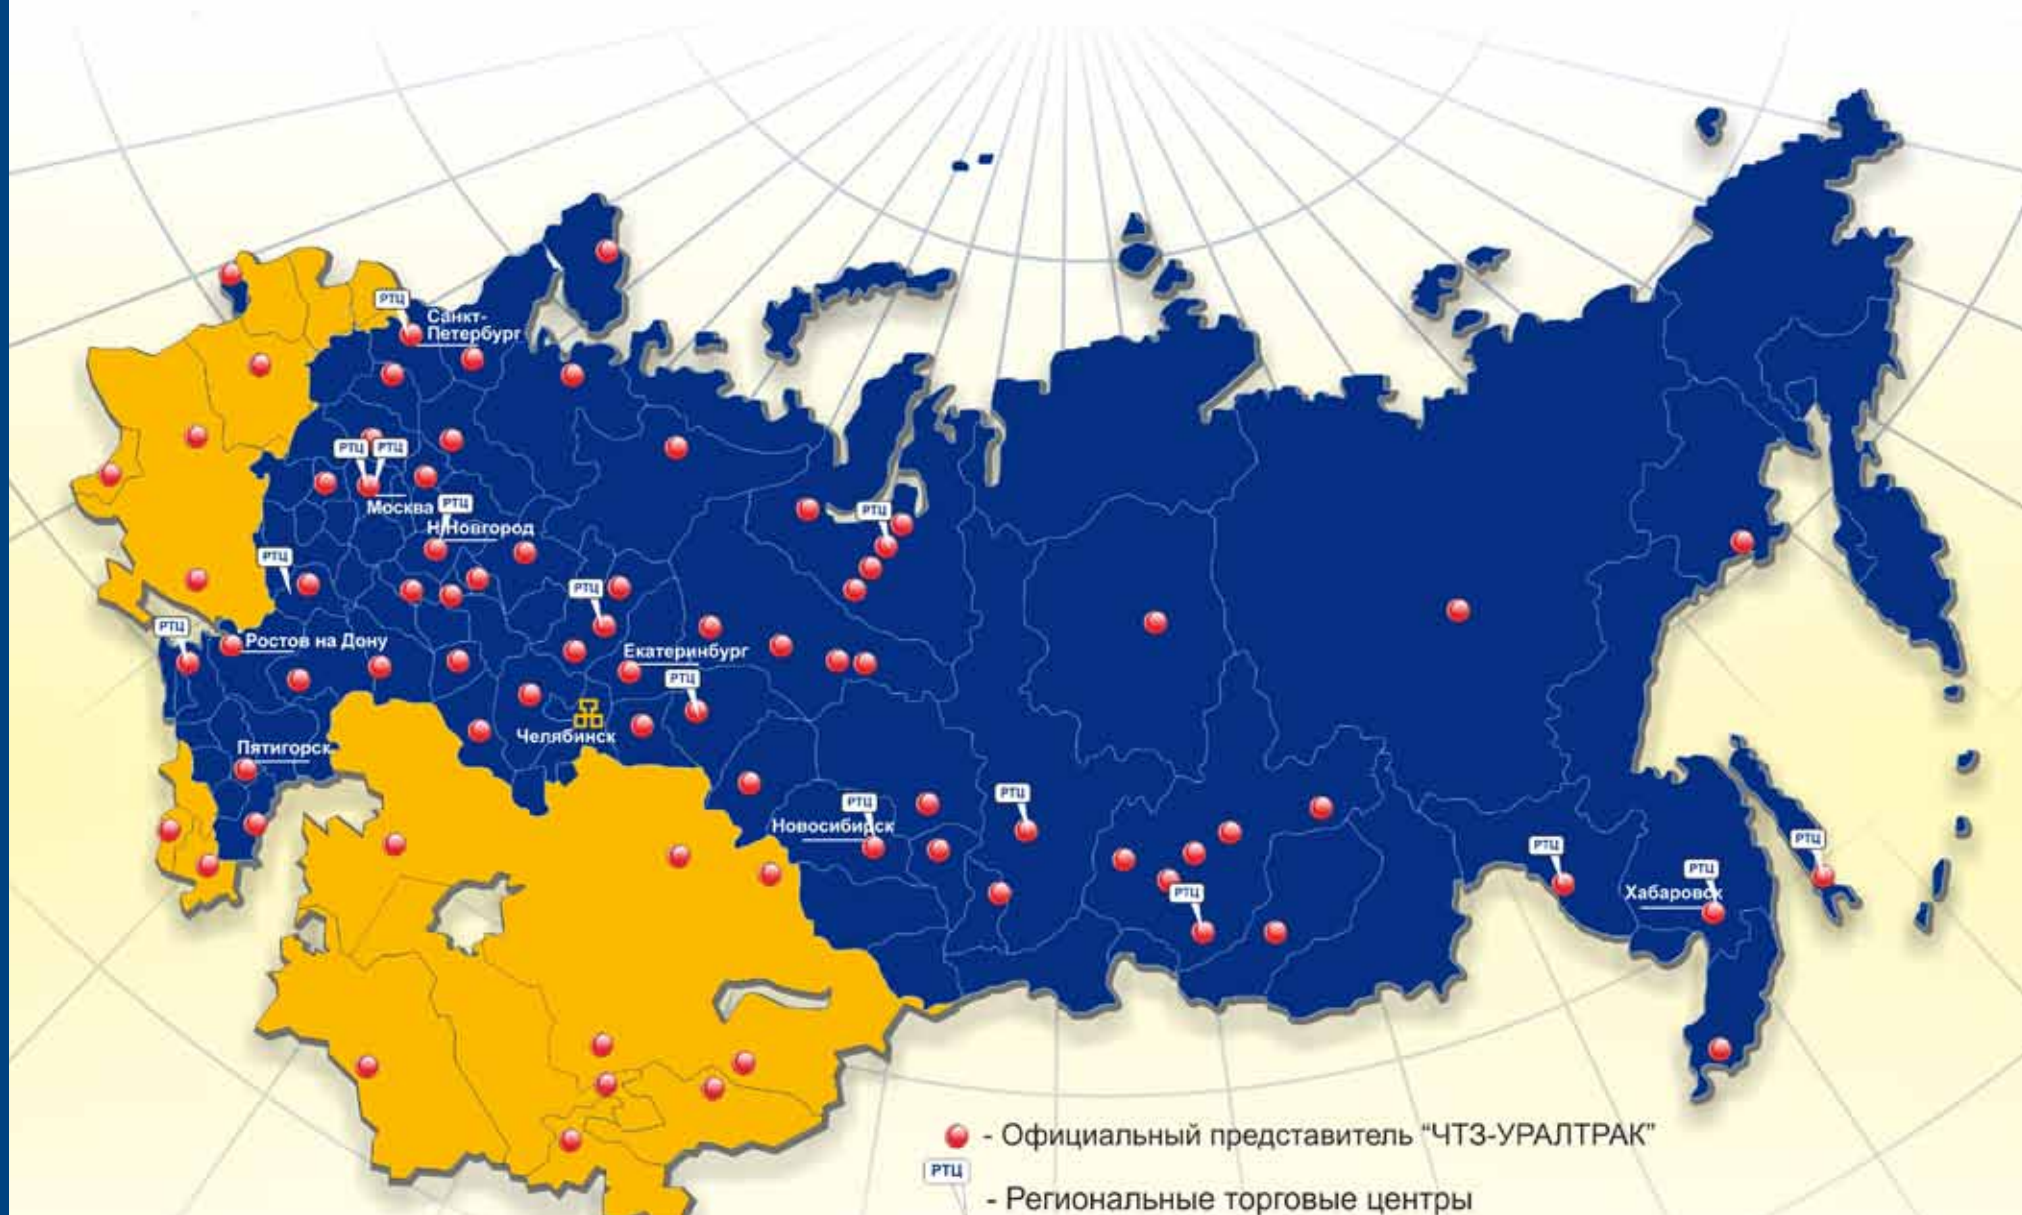 РТЦ
Санкт-
Петербург
РТЦ РТЦ
Москва
РТЦ
Н.Новгород
РТЦ
РТЦ
РТЦ
РТЦ
Ростов на Дону
Екатеринбург
РТЦ
Челябинск
Пятигорск
РТЦ
Новосибирск
РТЦ
РТЦ
РТЦ
РТЦ
РТЦ
Хабаровск
- Официальный представитель “ЧТЗ-УРАЛТРАК”
РТЦ
- Региональные торговые центры